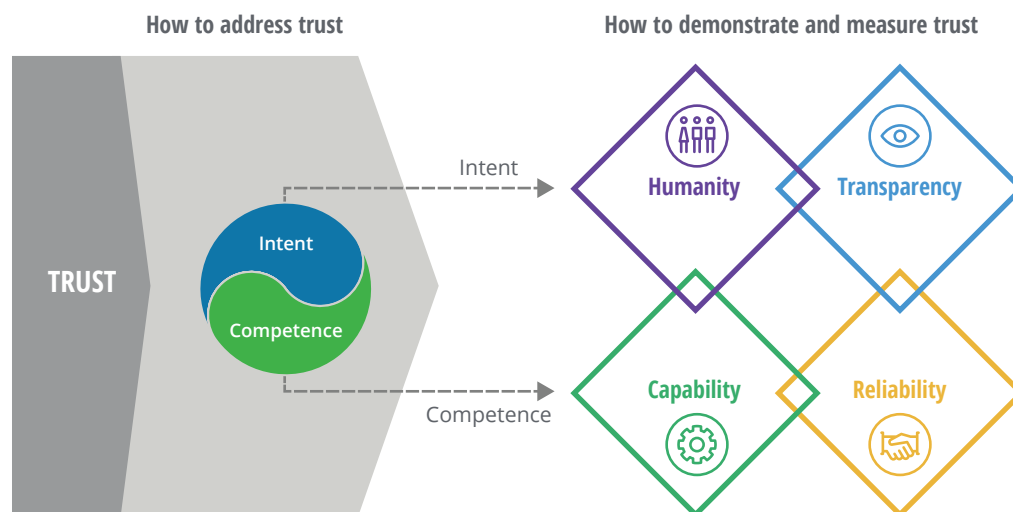 How to address trust
How to demonstrate and measure trust
TRUST
Intent
Competence
Intent
Competence
Humanity
Transparency
Capability
Reliability